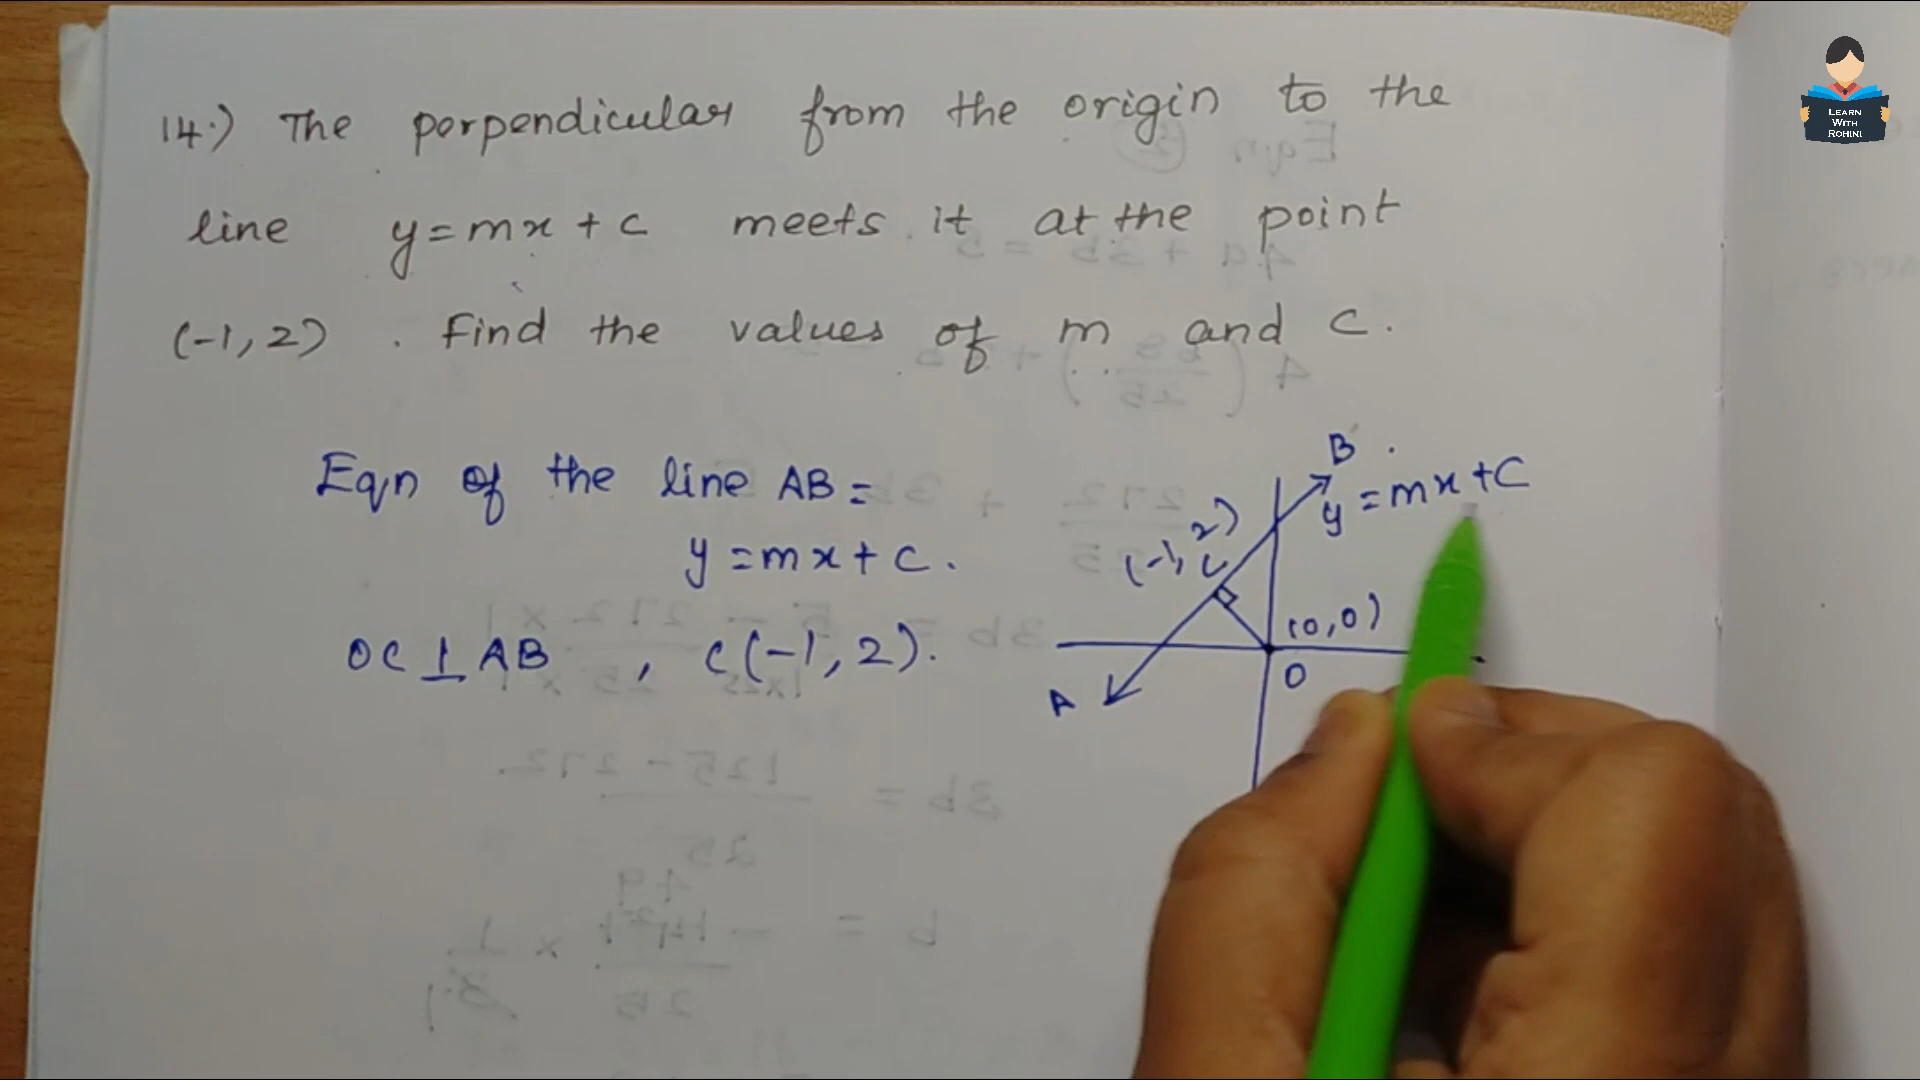 14.) The perpendicular from the origin to the
line y=mx+c meets it at the point
(-1,2). Find the values of m and c.
Eqn of the line AB=
y=mx+c.
OC⊥AB, C(-1,2).
B
y=mx+c
(-1,2)
C
(0,0)
O
A
LEARN
WITH
ROHINI